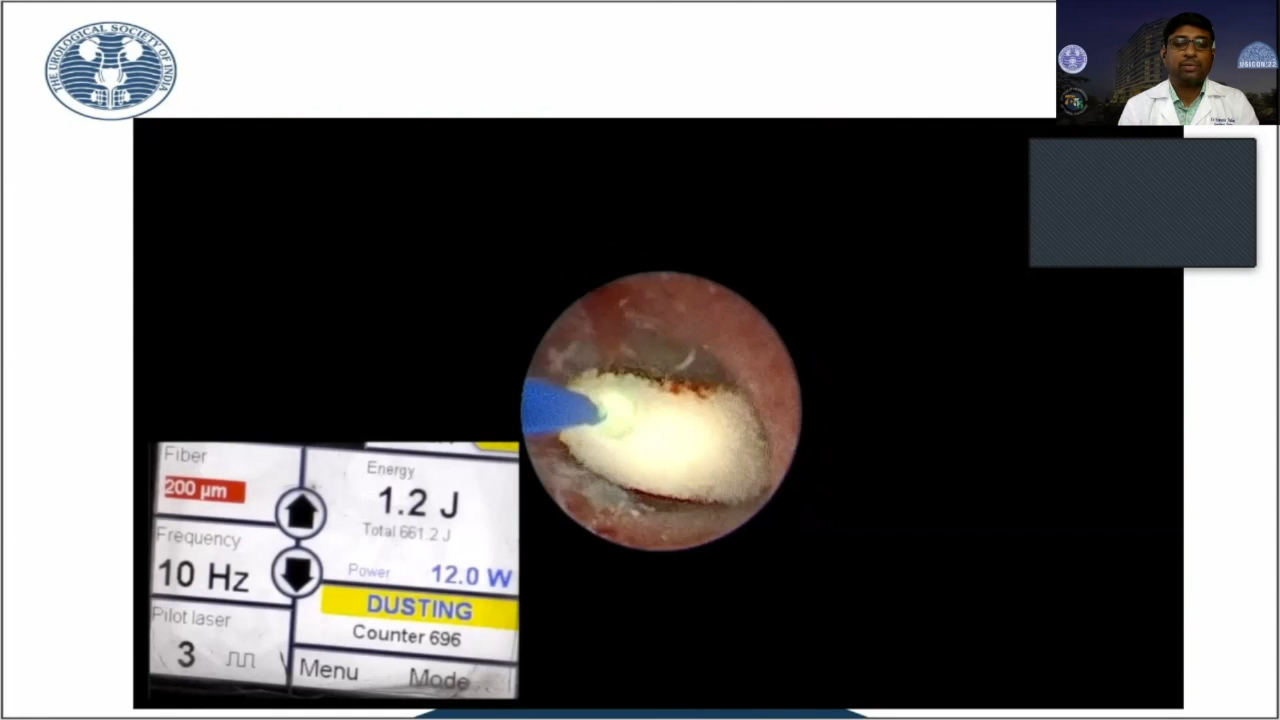 THE UROLOGICAL SOCIETY OF INDIA
USICON'22
Fiber
200 µm
Energy
1.2 J
Total 661.2 J
Frequency
10 Hz
Power 12.0 W
DUSTING
Counter 696
Pilot laser
3
Menu
Mode